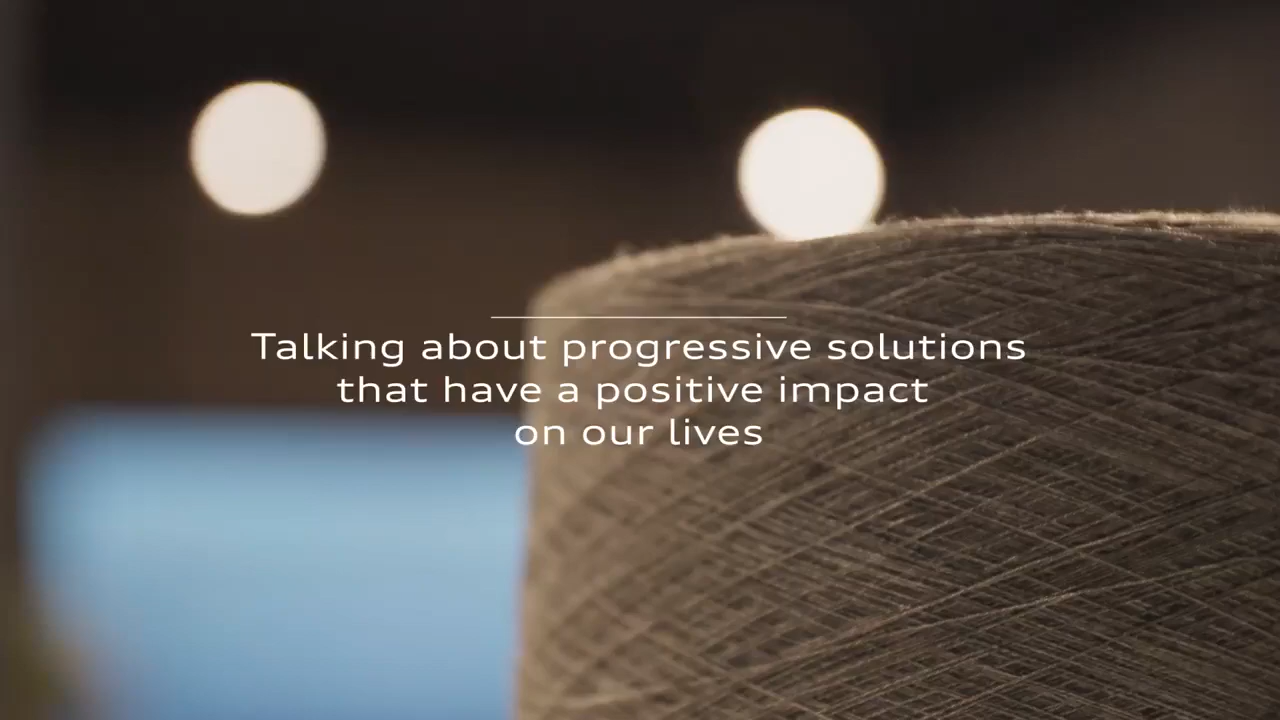 Talking about progressive solutions
that have a positive impact
on our lives